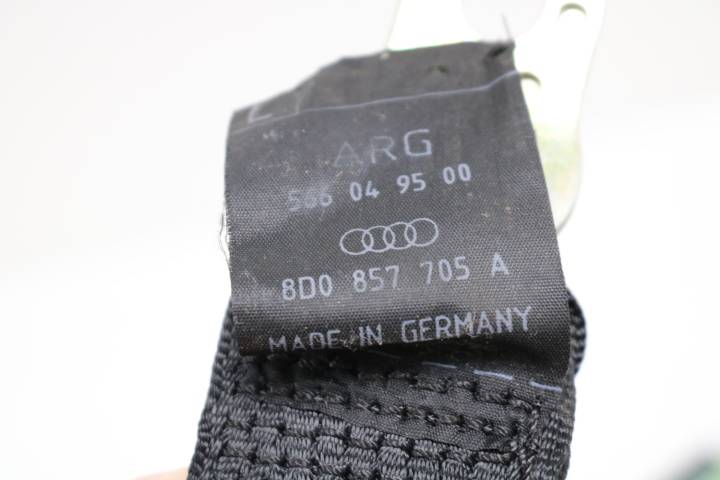 ARG
566 04 95 00
8D0 857 705 A
MADE IN GERMANY